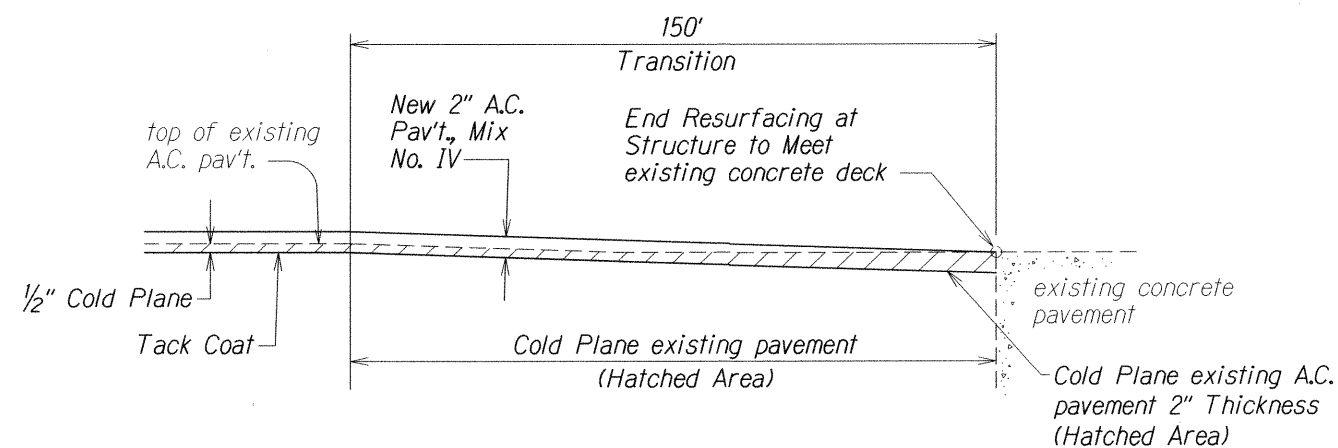 150'
Transition
New 2" A.C.
Pav't., Mix
No. IV
End Resurfacing at
Structure to Meet
existing concrete deck
top of existing
A.C. pav't.
½" Cold Plane
Tack Coat
Cold Plane existing pavement
(Hatched Area)
existing concrete
pavement
Cold Plane existing A.C.
pavement 2" Thickness
(Hatched Area)